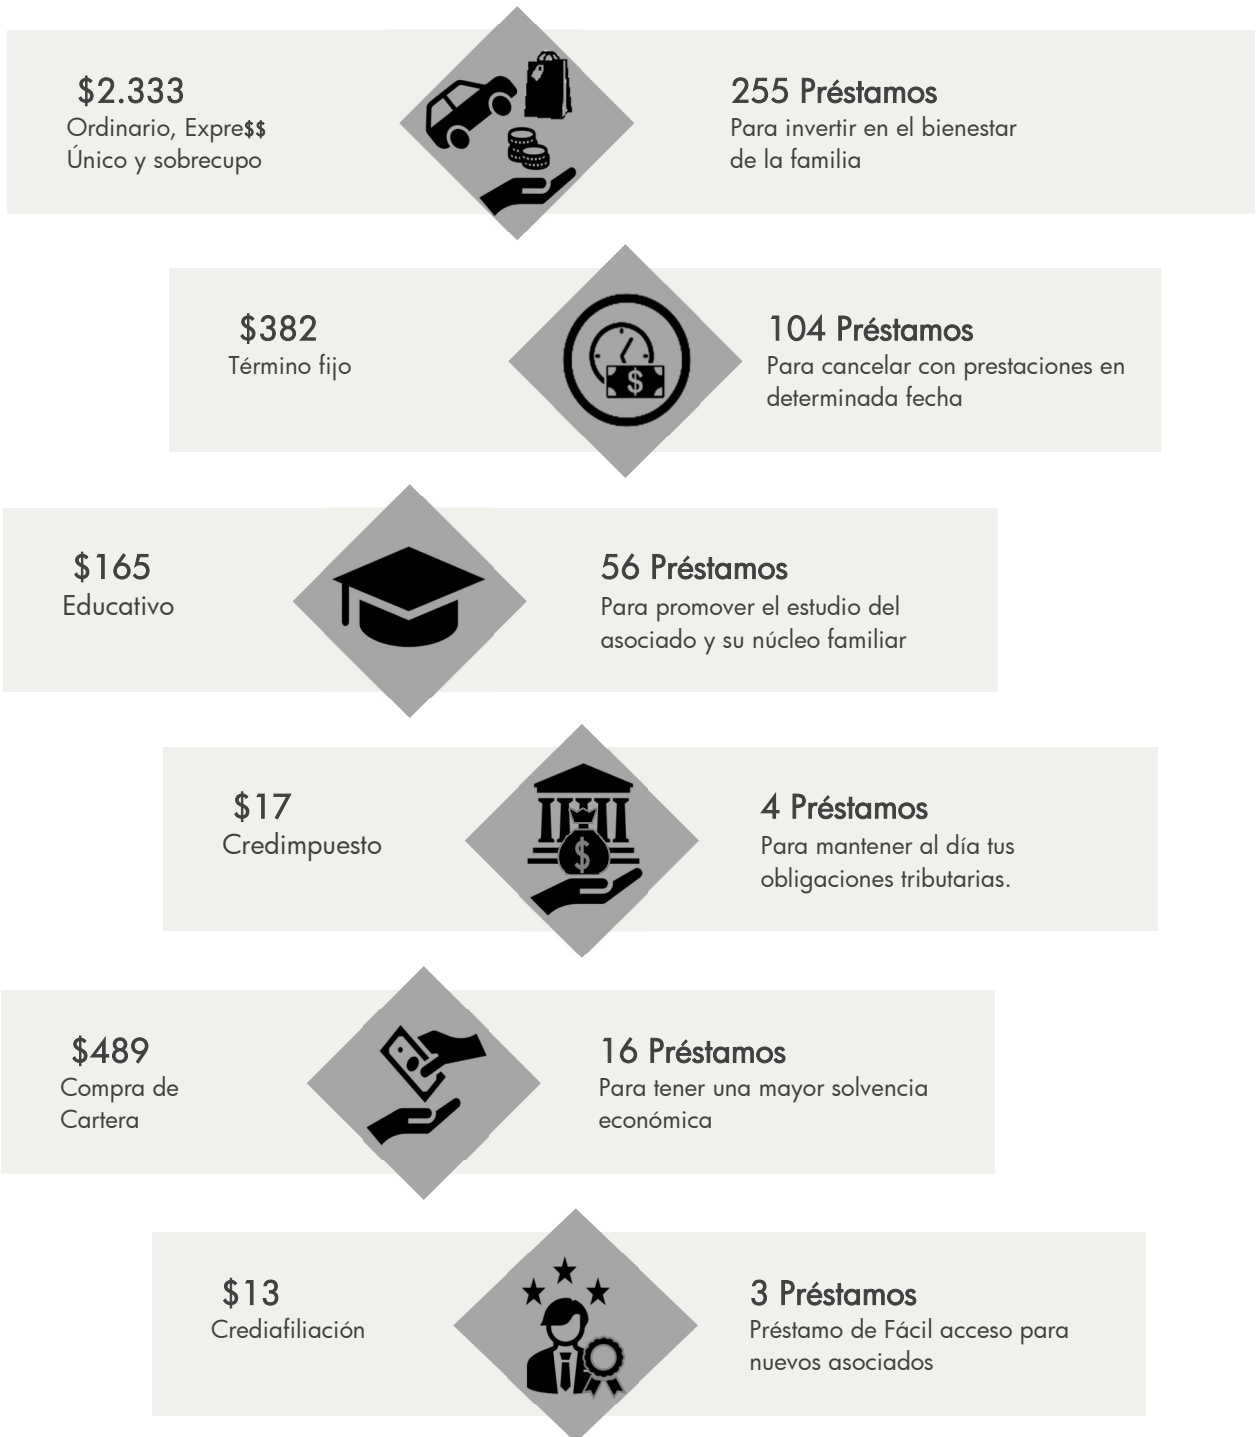 $2.333
Ordinario, Expre$$
Único y sobrecupo
255 Préstamos
Para invertir en el bienestar
de la familia
$382
Término fijo
$
104 Préstamos
Para cancelar con prestaciones en
determinada fecha
$165
Educativo
56 Préstamos
Para promover el estudio del
asociado y su núcleo familiar
$17
Credimpuesto
$
4 Préstamos
Para mantener al día tus
obligaciones tributarias.
$489
Compra de
Cartera
16 Préstamos
Para tener una mayor solvencia
económica
$13
Crediafiliación
3 Préstamos
Préstamo de Fácil acceso para
nuevos asociados